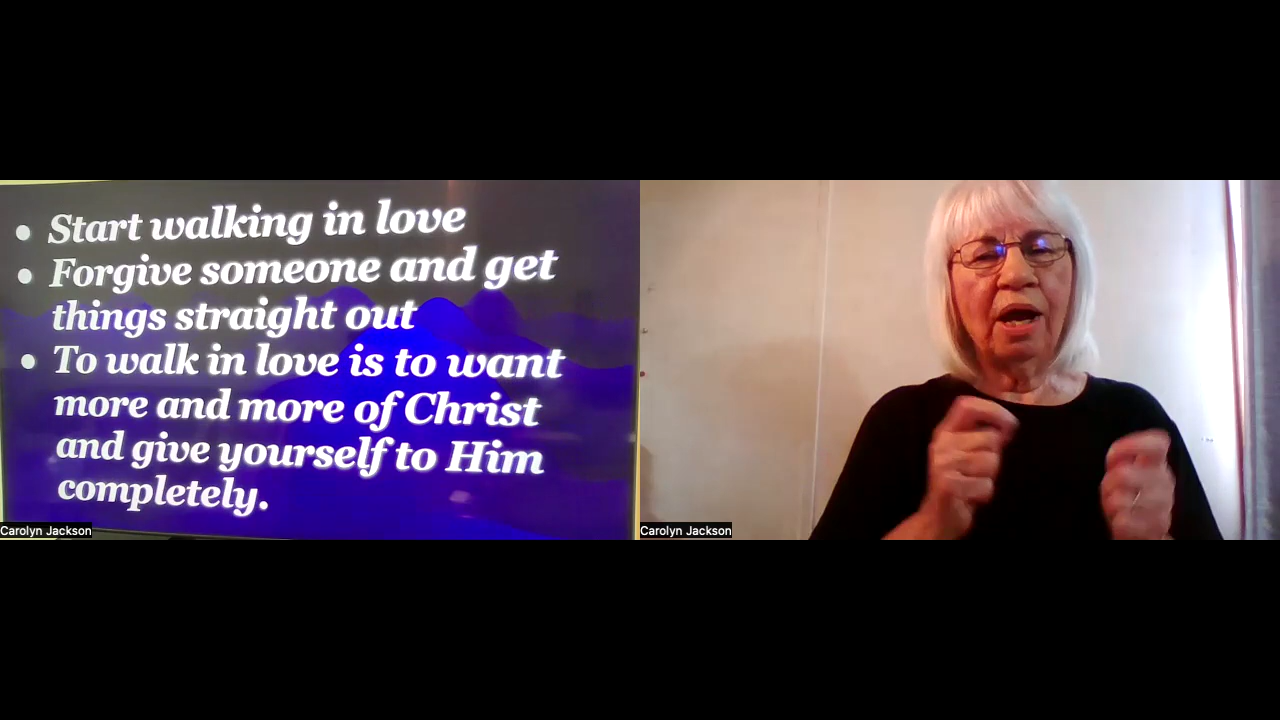 • Start walking in love
• Forgive someone and get
things straight out
• To walk in love is to want
more and more of Christ
and give yourself to Him
completely.
Carolyn Jackson
Carolyn Jackson